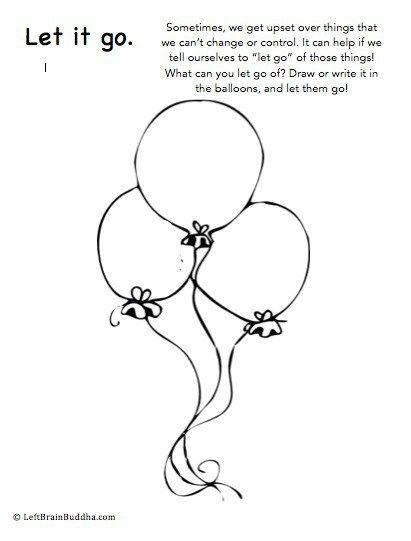 Let it go.
Sometimes, we get upset over things that
we can't change or control. It can help if we
tell ourselves to "let go" of those things!
What can you let go of? Draw or write it in
the balloons, and let them go!
© LeftBrainBuddha.com